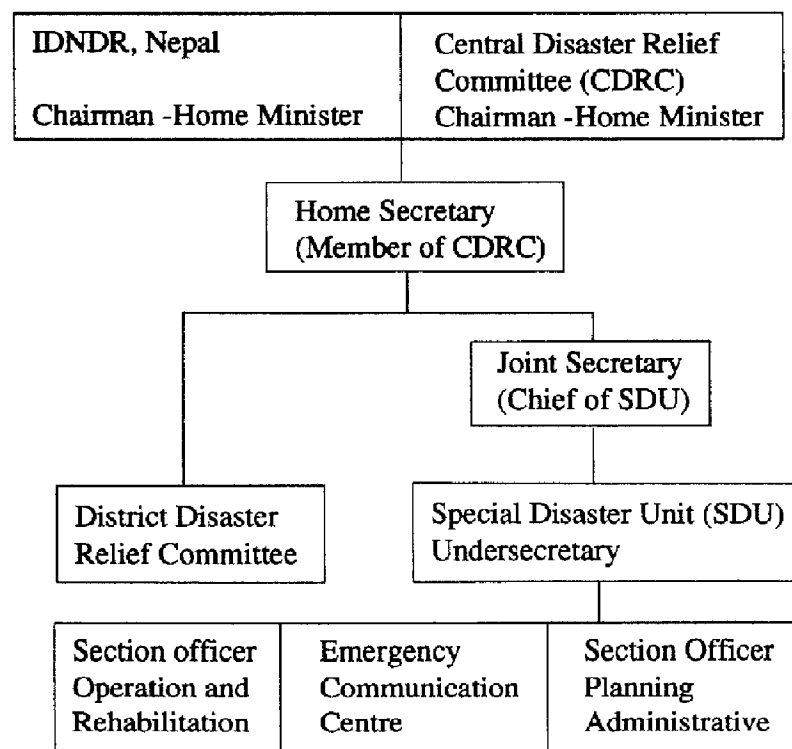 IDNDR, Nepal
Chairman -Home Minister
Central Disaster Relief
Committee (CDRC)
Chairman -Home Minister
Home Secretary
(Member of CDRC)
Joint Secretary
(Chief of SDU)
District Disaster
Relief Committee
Special Disaster Unit (SDU)
Undersecretary
Section officer
Operation and
Rehabilitation
Emergency
Communication
Centre
Section Officer
Planning
Administrative